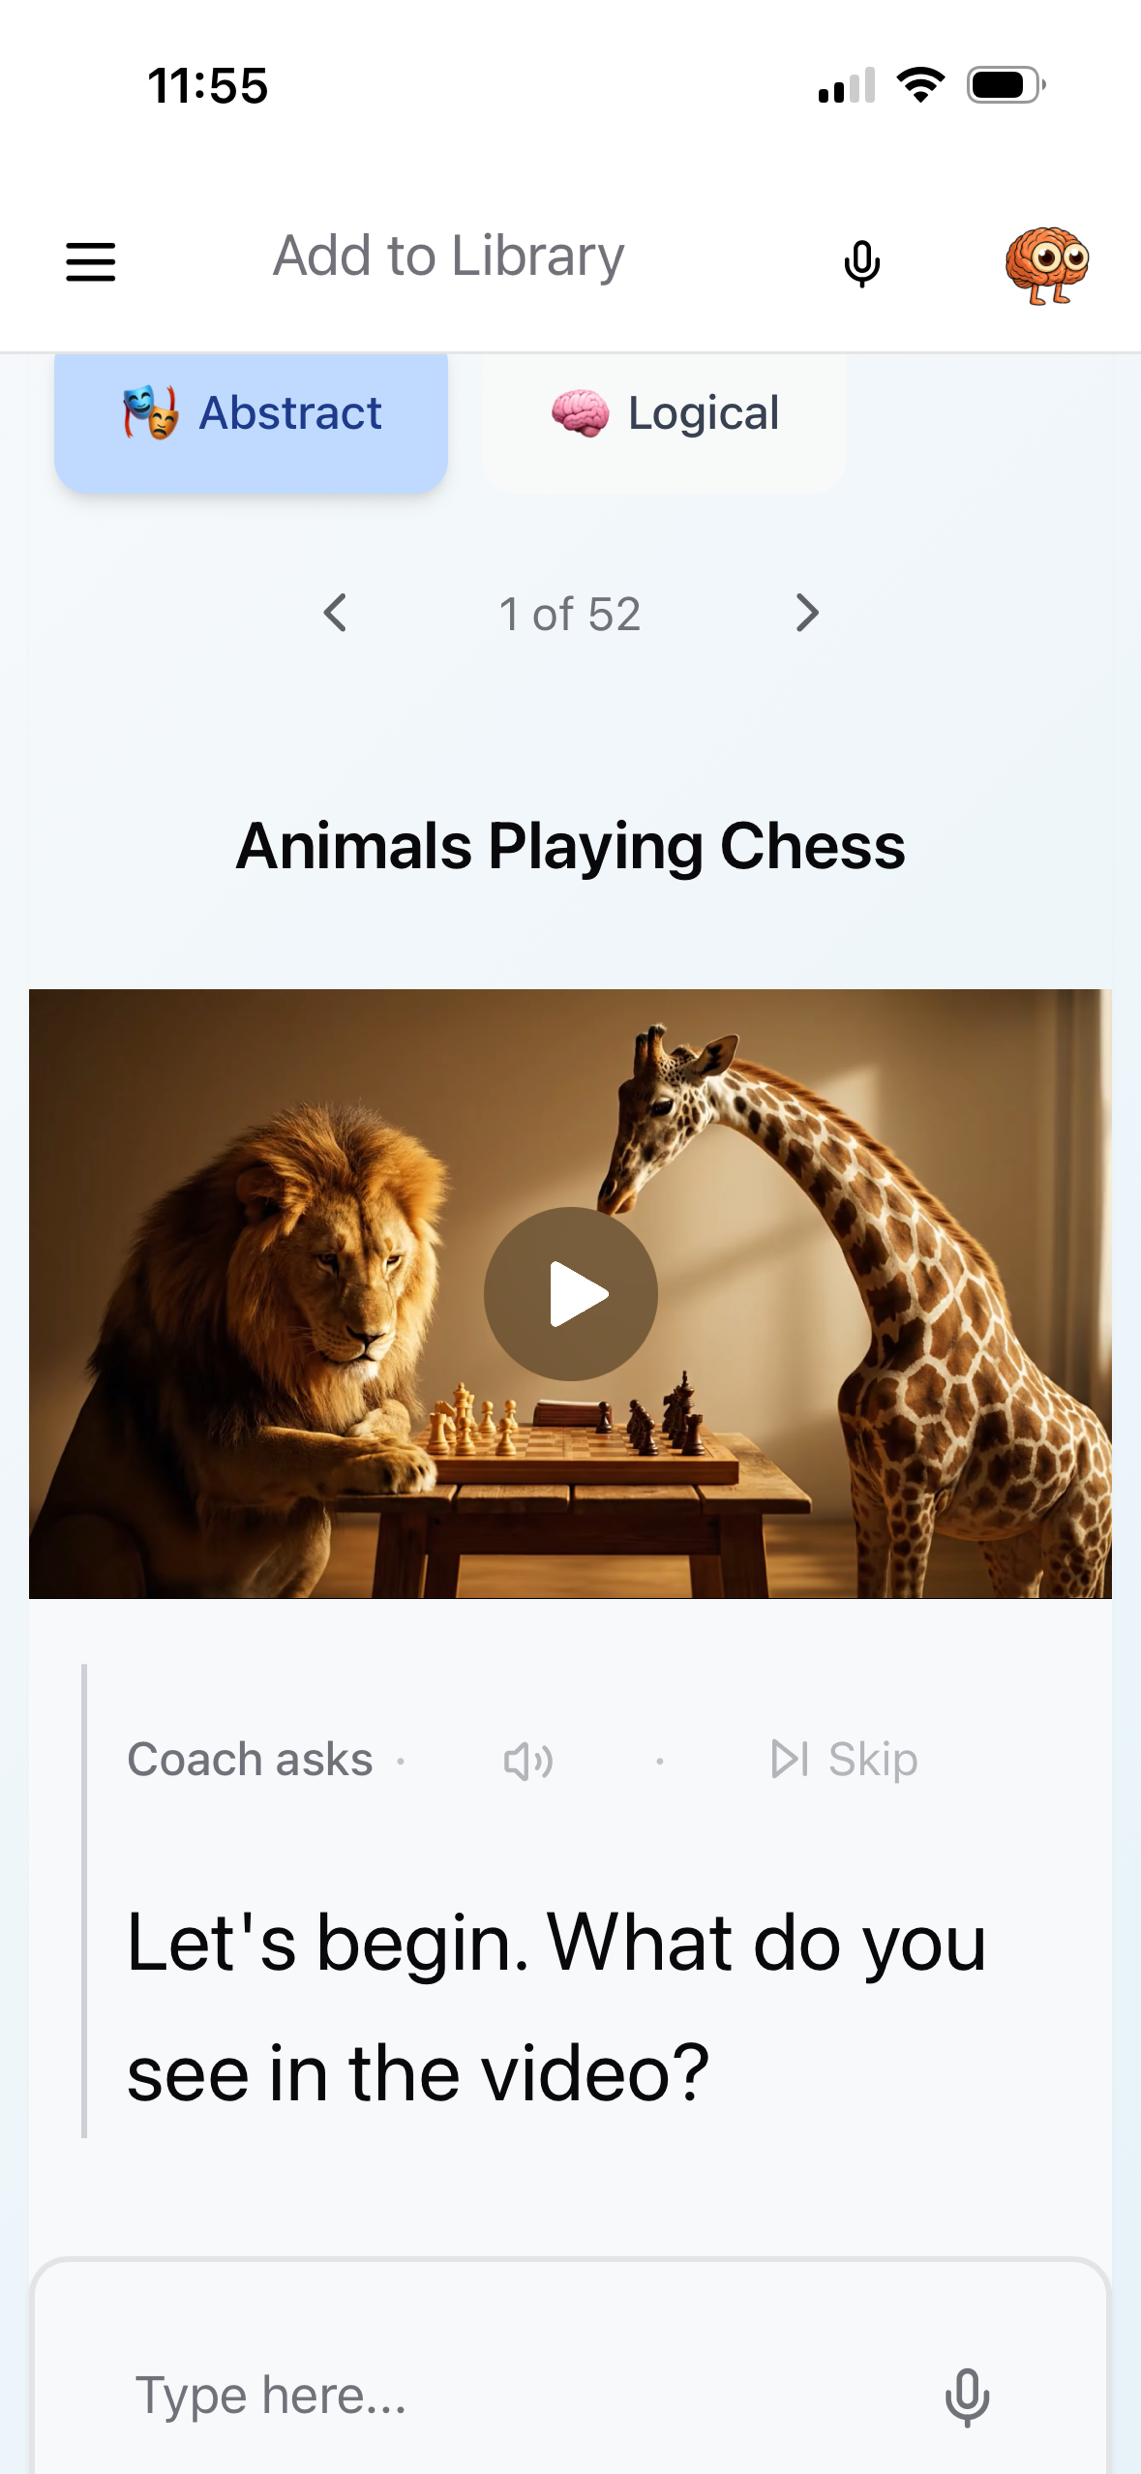 11:55
Add to Library
Abstract
Logical
1 of 52
Animals Playing Chess
Coach asks ·
· Skip
Let's begin. What do you
see in the video?
Type here...